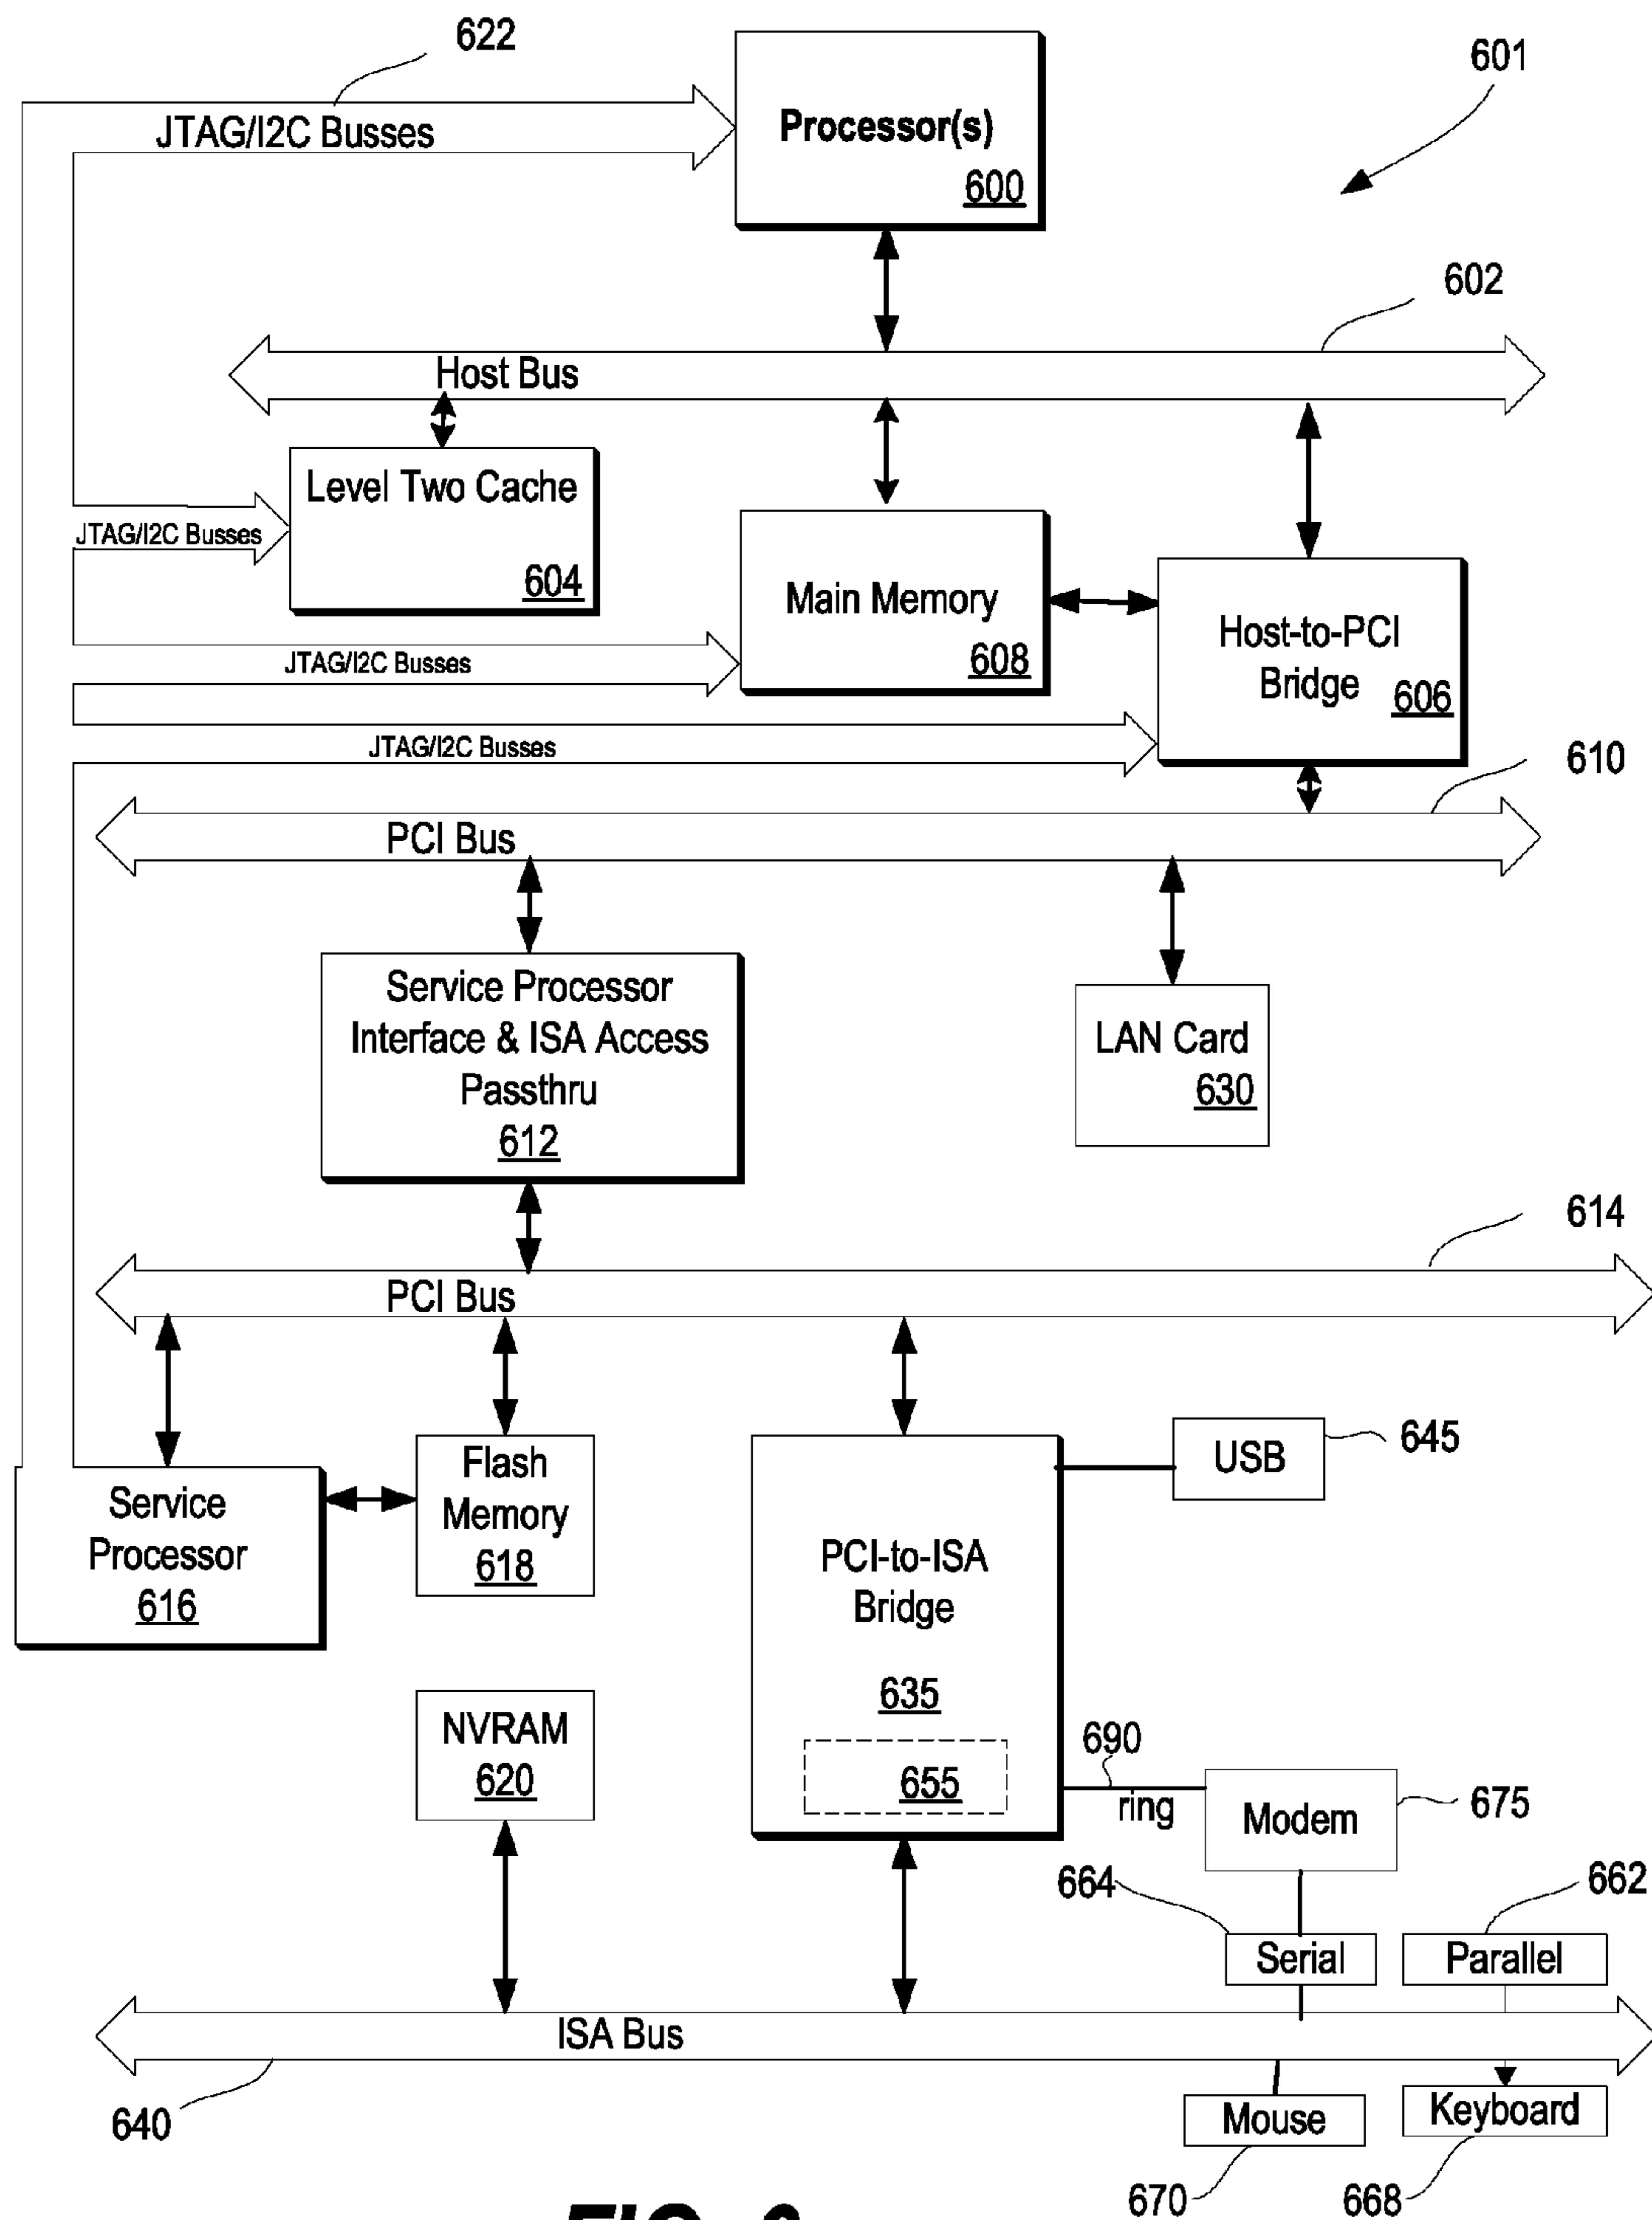 622
601
JTAG/I2C Busses
Processor(s)
600
602
Host Bus
Level Two Cache
604
JTAG/I2C Busses
Main Memory
608
Host-to-PCI
Bridge
606
JTAG/I2C Busses
JTAG/I2C Busses
610
PCI Bus
Service Processor
Interface & ISA Access
Passthru
612
LAN Card
630
614
PCI Bus
Service
Processor
616
Flash
Memory
618
USB
645
PCI-to-ISA
Bridge
635
655
NVRAM
620
690
ring
Modem
675
664
662
Serial
Parallel
ISA Bus
640
Mouse
Keyboard
670
668